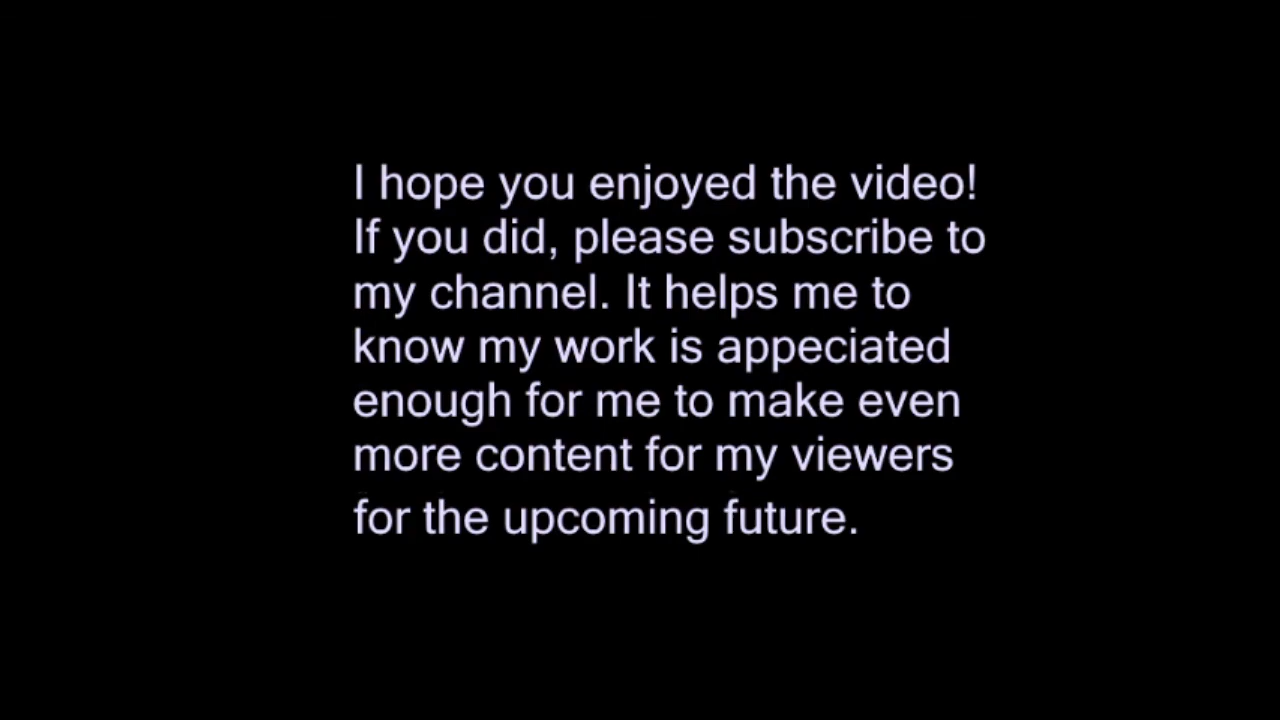 I hope you enjoyed the video!
If you did, please subscribe to
my channel. It helps me to
know my work is appeciated
enough for me to make even
more content for my viewers
for the upcoming future.